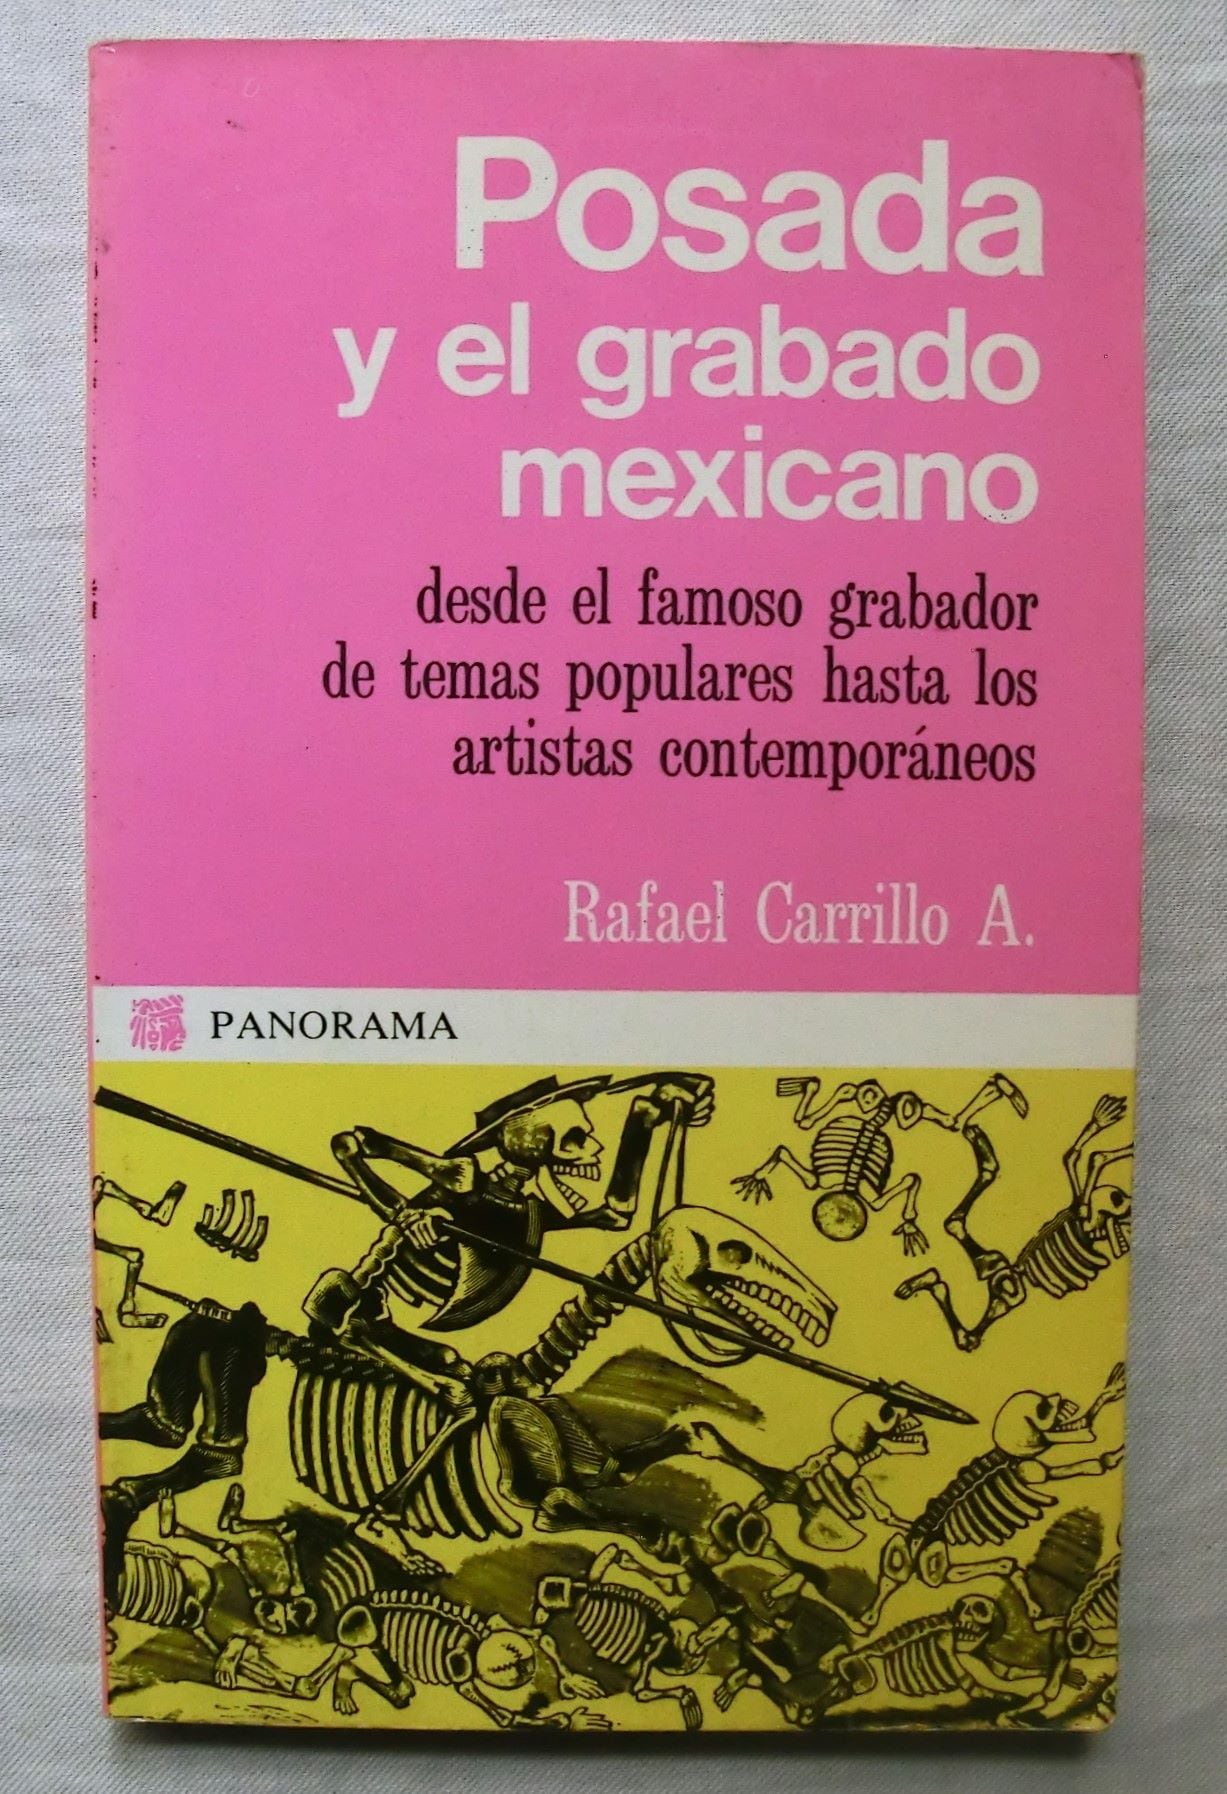 Posada
y el grabado
mexicano
desde el famoso grabador
de temas populares hasta los
artistas contemporáneos
Rafael Carrillo A.
PANORAMA